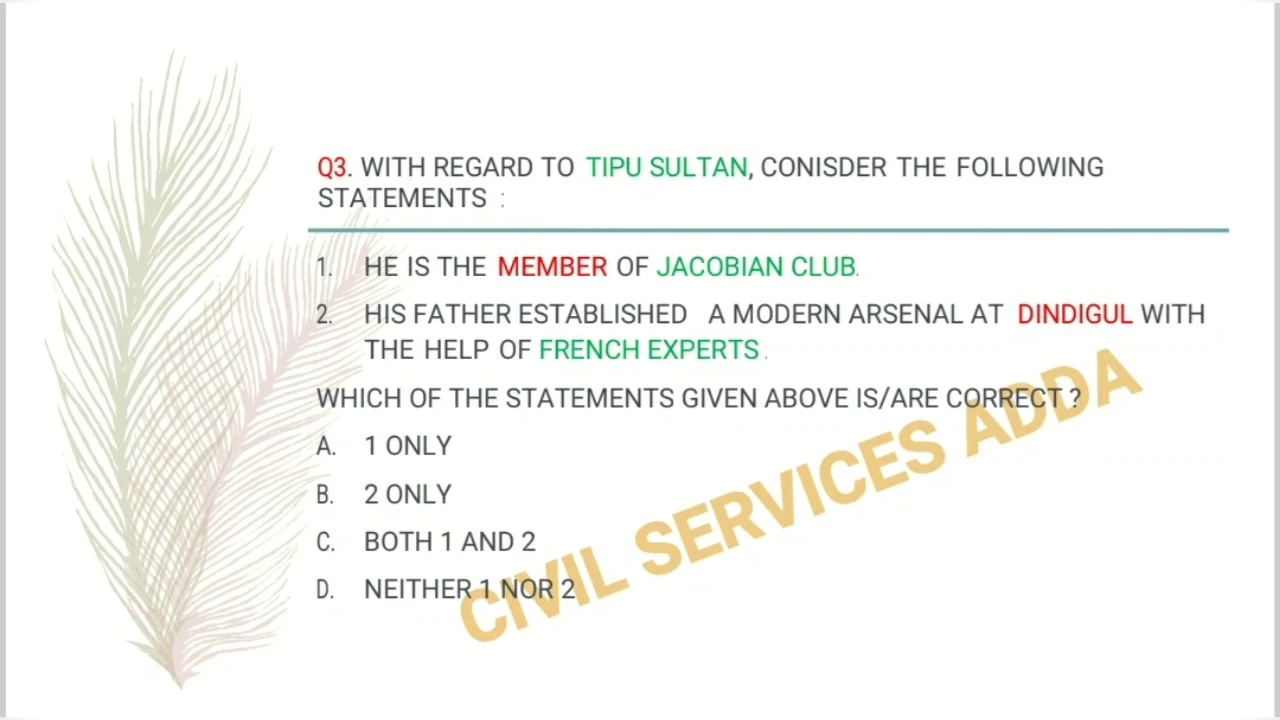 Q3. WITH REGARD TO TIPU SULTAN, CONISDER THE FOLLOWING
STATEMENTS :
1. HE IS THE MEMBER OF JACOBIAN CLUB.
2. HIS FATHER ESTABLISHED A MODERN ARSENAL AT DINDIGUL WITH
THE HELP OF FRENCH EXPERTS .
WHICH OF THE STATEMENTS GIVEN ABOVE IS/ARE CORRECT ?
A. 1 ONLY
B. 2 ONLY
C. BOTH 1 AND 2
D. NEITHER 1 NOR 2
CIVIL SERVICES ADDA